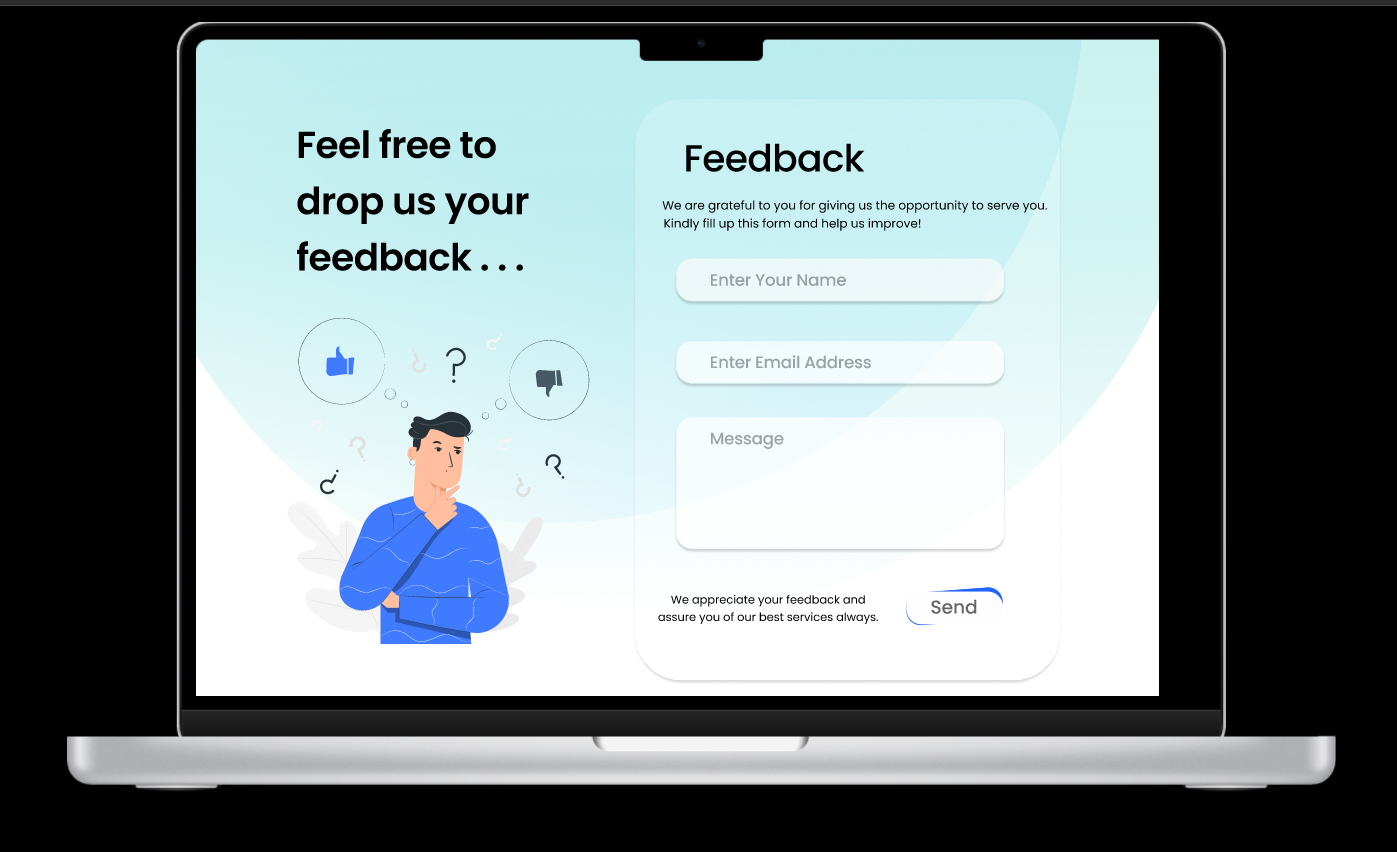 Feel free to
drop us your
feedback . . .
Feedback
We are grateful to you for giving us the opportunity to serve you.
Kindly fill up this form and help us improve!
Enter Your Name
Enter Email Address
Message
We appreciate your feedback and
assure you of our best services always.
Send